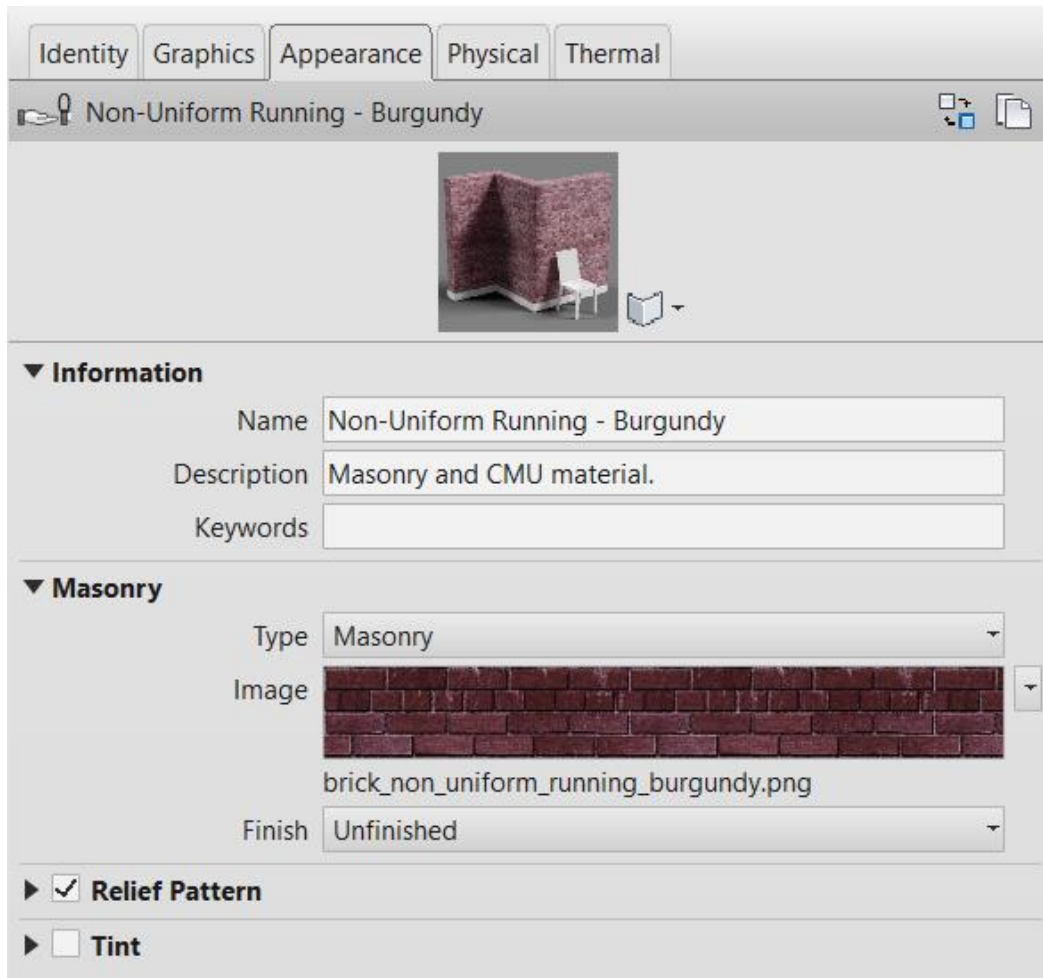 Identity Graphics Appearance Physical Thermal
Non-Uniform Running - Burgundy
Information
Name Non-Uniform Running - Burgundy
Description Masonry and CMU material.
Keywords
Masonry
Type Masonry
Image
brick_non_uniform_running_burgundy.png
Finish Unfinished
Relief Pattern
Tint